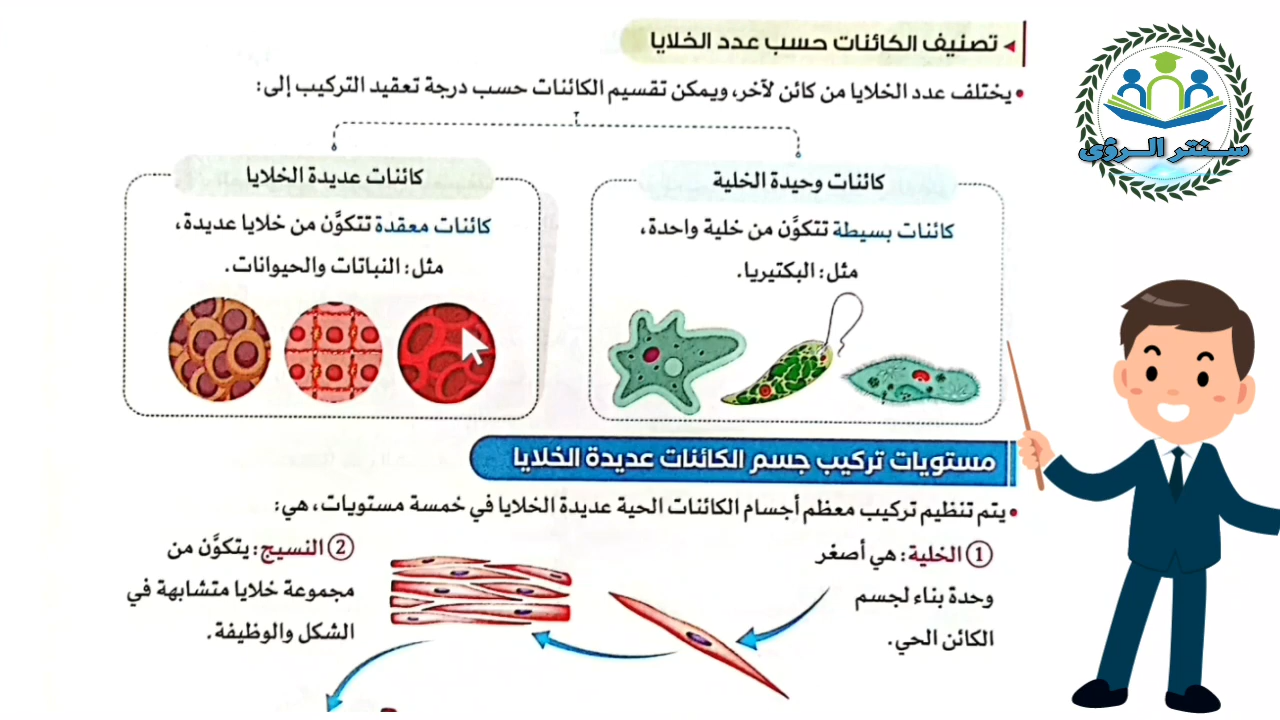 تصنيف الكائنات حسب عدد الخلايا
• يختلف عدد الخلايا من كائن لآخر، ويمكن تقسيم الكائنات حسب درجة تعقيد التركيب إلى:
كائنات وحيدة الخلية
كائنات بسيطة تتكوَّن من خلية واحدة،
مثل: البكتيريا.
كائنات عديدة الخلايا
كائنات معقدة تتكوَّن من خلايا عديدة،
مثل: النباتات والحيوانات.
مستويات تركيب جسم الكائنات عديدة الخلايا
• يتم تنظيم تركيب معظم أجسام الكائنات الحية عديدة الخلايا في خمسة مستويات، هي:
① الخلية: هي أصغر
وحدة بناء لجسم
الكائن الحي.
② النسيج: يتكوَّن من
مجموعة خلايا متشابهة في
الشكل والوظيفة.
سنتر الرؤى